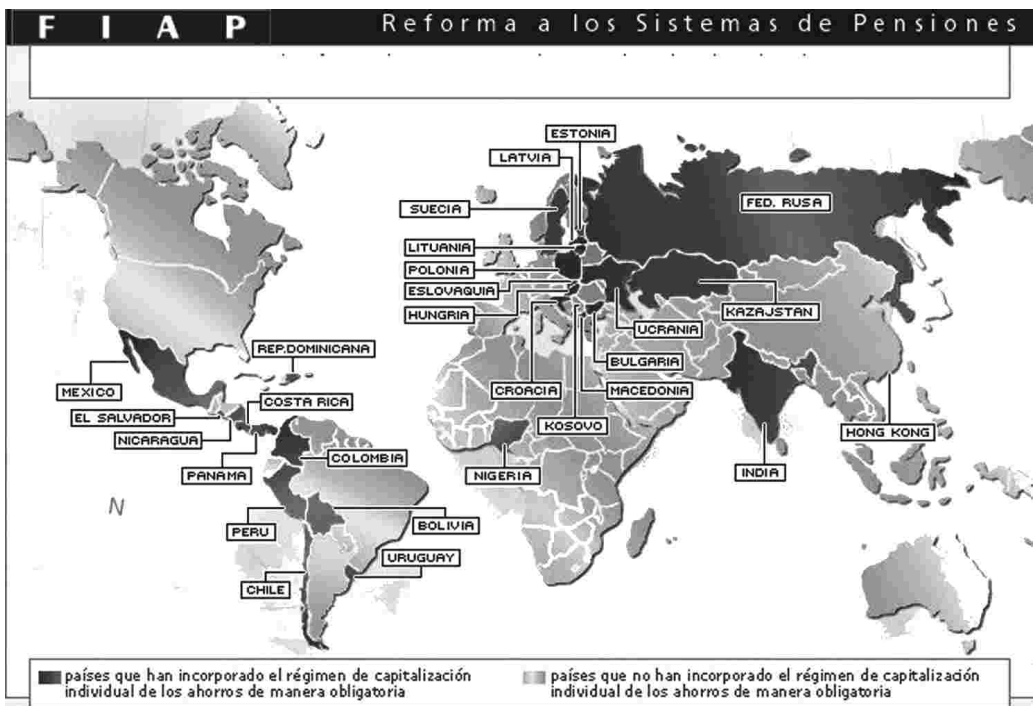 F I A P
Reforma a los Sistemas de Pensiones
ESTONIA
LATVIA
SUECIA
FED. RUSA
LITUANIA
POLONIA
ESLOVAQUIA
HUNGRIA
KAZAJSTAN
UCRANIA
BULGARIA
CROACIA
MACEDONIA
KOSOVO
REP.DOMINICANA
MEXICO
COSTA RICA
EL SALVADOR
NICARAGUA
PANAMA
COLOMBIA
NIGERIA
HONG KONG
INDIA
N
PERU
BOLIVIA
URUGUAY
CHILE
países que han incorporado el régimen de capitalización
individual de los ahorros de manera obligatoria
países que no han incorporado el régimen de capitalización
individual de los ahorros de manera obligatoria